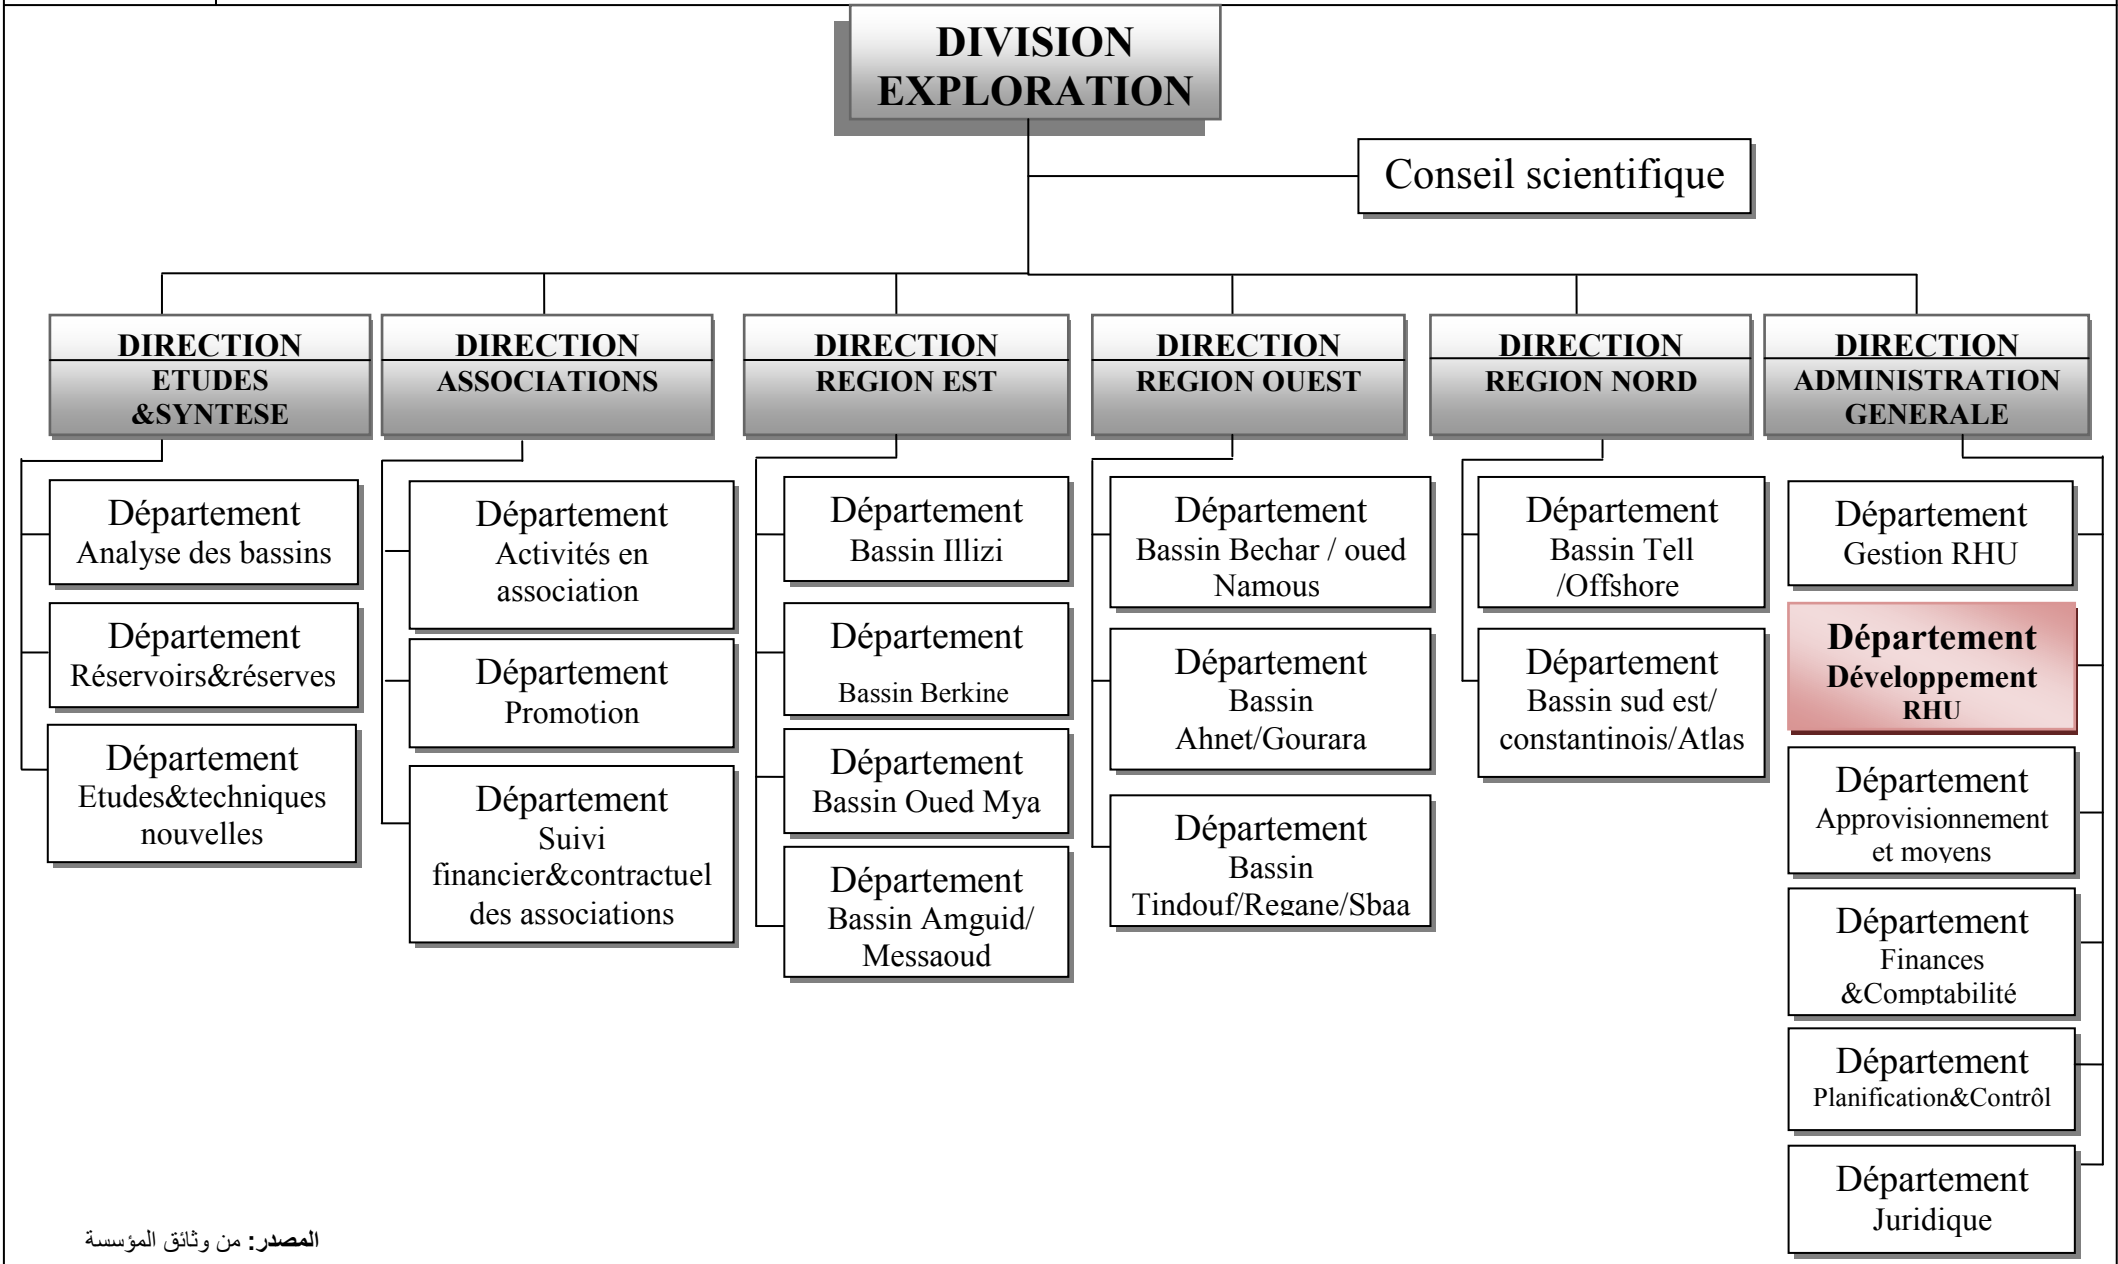 DIVISION
EXPLORATION
Conseil scientifique
DIRECTION
ETUDES
&SYNTESE
DIRECTION
ASSOCIATIONS
DIRECTION
REGION EST
DIRECTION
REGION OUEST
DIRECTION
REGION NORD
DIRECTION
ADMINISTRATION
GENERALE
Département
Analyse des bassins
Département
Réservoirs&réserves
Département
Etudes&techniques
nouvelles
Département
Activités en
association
Département
Promotion
Département
Suivi
financier&contractuel
des associations
Département
Bassin Illizi
Département
Bassin Berkine
Département
Bassin Oued Mya
Département
Bassin Amguid/
Messaoud
Département
Bassin Bechar / oued
Namous
Département
Bassin
Ahnet/Gourara
Département
Bassin
Tindouf/Regane/Sbaa
Département
Bassin Tell
/Offshore
Département
Bassin sud est/
constantinois/Atlas
Département
Gestion RHU
Département
Développement
RHU
Département
Approvisionnement
et moyens
Département
Finances
&Comptabilité
Département
Planification&Contrôl
Département
Juridique
المصدر: من وثائق المؤسسة